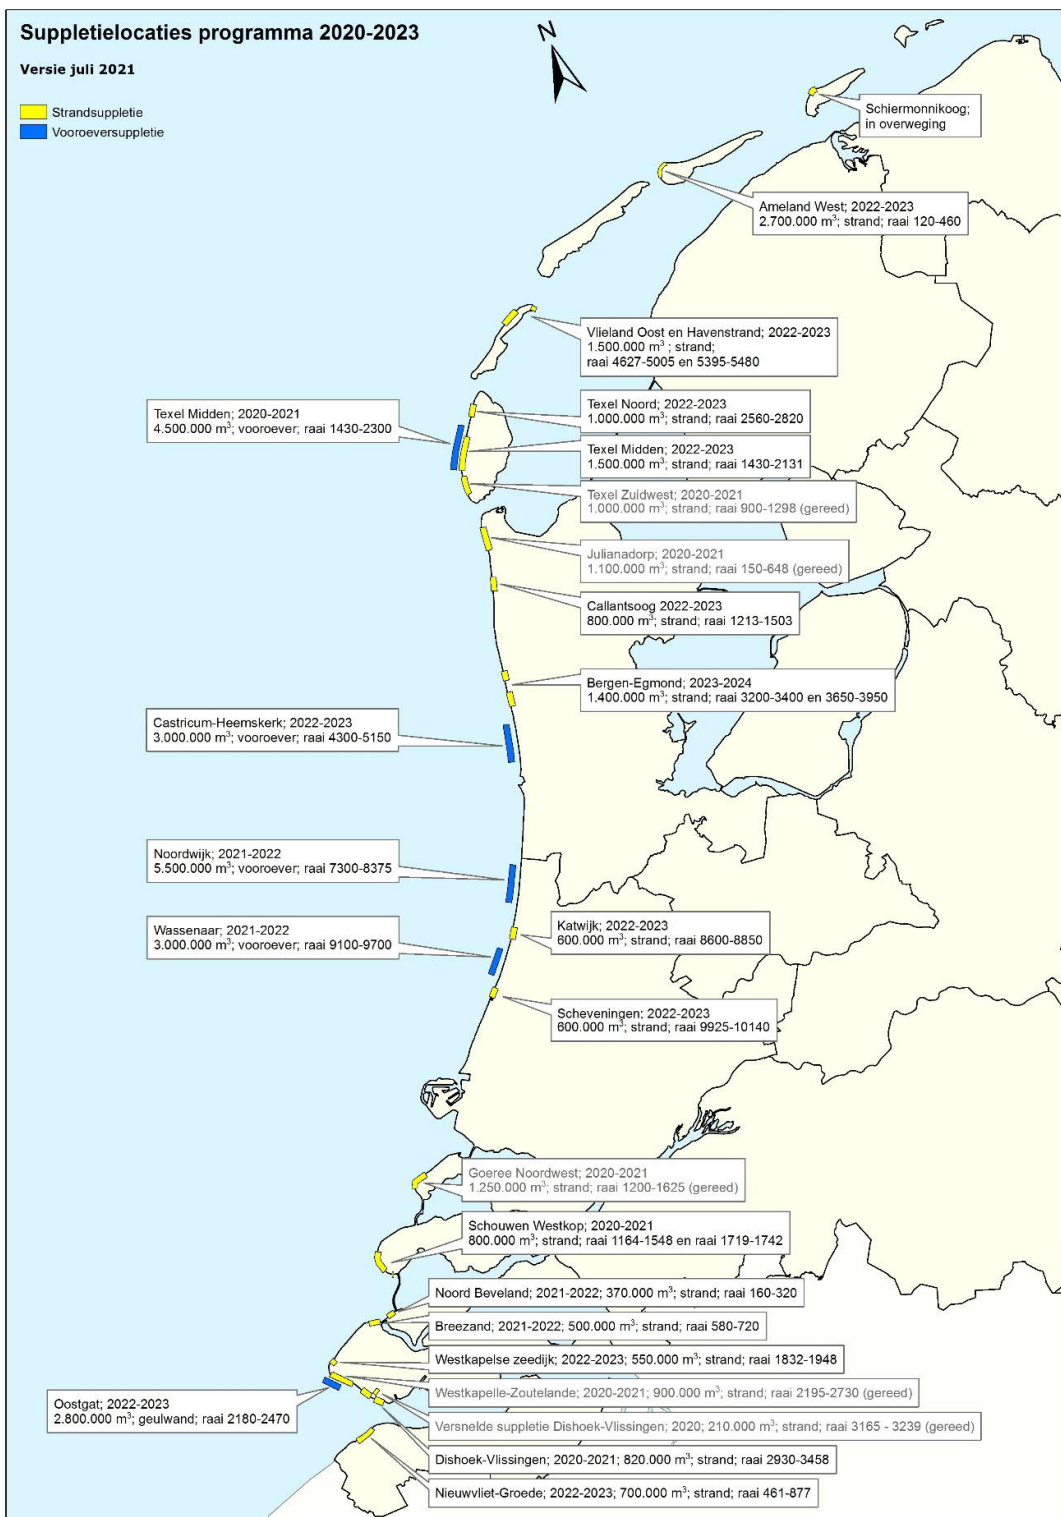 Suppletielocaties programma 2020-2023
Versie juli 2021
Strandsuppletie
Vooroeversuppletie
N
Schiermonnikoog;
in overweging
Ameland West; 2022-2023
2.700.000 m³; strand; raai 120-460
Vlieland Oost en Havenstrand; 2022-2023
1.500.000 m³ ; strand;
raai 4627-5005 en 5395-5480
Texel Midden; 2020-2021
4.500.000 m³; vooroever; raai 1430-2300
Texel Noord; 2022-2023
1.000.000 m³; strand; raai 2560-2820
Texel Midden; 2022-2023
1.500.000 m³; strand; raai 1430-2131
Texel Zuidwest; 2020-2021
1.000.000 m³; strand; raai 900-1298 (gereed)
Julianadorp; 2020-2021
1.100.000 m³; strand; raai 150-648 (gereed)
Callantsoog 2022-2023
800.000 m³; strand; raai 1213-1503
Bergen-Egmond; 2023-2024
1.400.000 m³; strand; raai 3200-3400 en 3650-3950
Castricum-Heemskerk; 2022-2023
3.000.000 m³; vooroever; raai 4300-5150
Noordwijk; 2021-2022
5.500.000 m³; vooroever; raai 7300-8375
Wassenaar; 2021-2022
3.000.000 m³; vooroever; raai 9100-9700
Katwijk; 2022-2023
600.000 m³; strand; raai 8600-8850
Scheveningen; 2022-2023
600.000 m³; strand; raai 9925-10140
Goeree Noordwest; 2020-2021
1.250.000 m³; strand; raai 1200-1625 (gereed)
Schouwen Westkop; 2020-2021
800.000 m³; strand; raai 1164-1548 en raai 1719-1742
Noord Beveland; 2021-2022; 370.000 m³; strand; raai 160-320
Breezand; 2021-2022; 500.000 m³; strand; raai 580-720
Westkapelse zeedijk; 2022-2023; 550.000 m³; strand; raai 1832-1948
Westkapelle-Zoutelande; 2020-2021; 900.000 m³; strand; raai 2195-2730 (gereed)
Oostgat; 2022-2023
2.800.000 m³; geulwand; raai 2180-2470
Versnelde suppletie Dishoek-Vlissingen; 2020; 210.000 m³; strand; raai 3165 - 3239 (gereed)
Dishoek-Vlissingen; 2020-2021; 820.000 m³; strand; raai 2930-3458
Nieuwvliet-Groede; 2022-2023; 700.000 m³; strand; raai 461-877